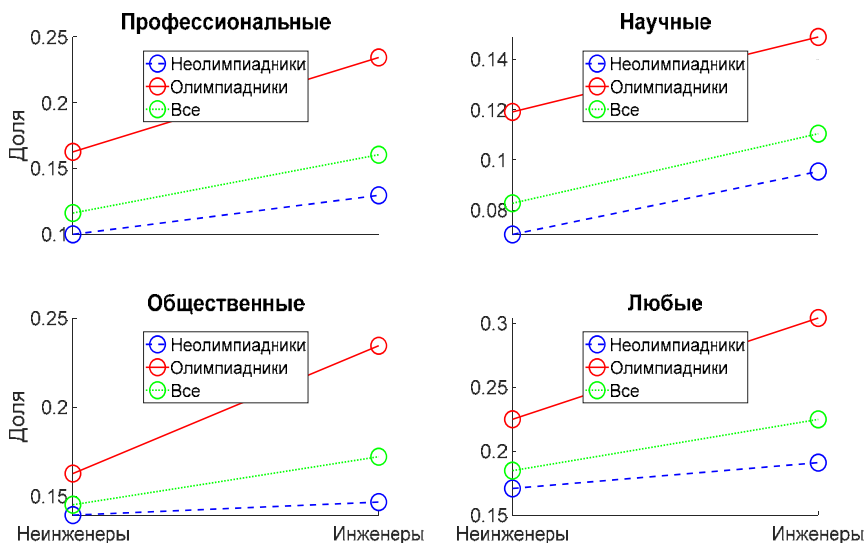 Профессиональные
0.25
0.2
0.15
0.1
Доля
Неолимпиадники
Олимпиадники
Все
Научные
0.14
0.12
0.1
0.08
Неолимпиадники
Олимпиадники
Все
Общественные
0.25
0.2
0.15
Доля
Неолимпиадники
Олимпиадники
Все
Неинженеры Инженеры
Любые
0.3
0.25
0.2
0.15
Неолимпиадники
Олимпиадники
Все
Неинженеры Инженеры